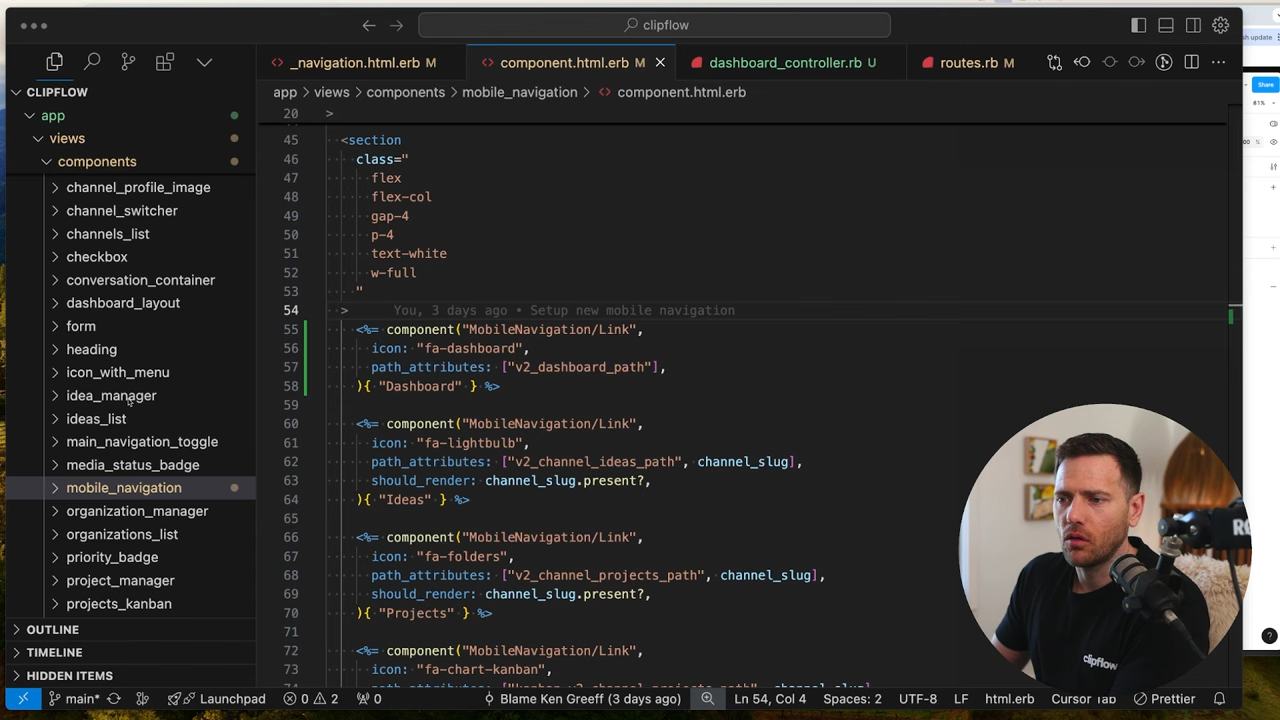 clipflow
sh update
_navigation.html.erb M
component.html.erb M
dashboard_controller.rb U
routes.rb M
Share
CLIPFLOW
app > views > components > mobile_navigation > component.html.erb
81%
app
20 >
views
45 <section
components
46 class="
00 %
47 flex
channel_profile_image
48 flex-col
channel_switcher
49 gap-4
channels_list
50 p-4
checkbox
51 text-white
conversation_container
52 w-full
53 "
dashboard_layout
54 > You, 3 days ago • Setup new mobile navigation
form
55 <%= component("MobileNavigation/Link",
heading
56 icon: "fa-dashboard",
icon_with_menu
57 path_attributes: ["v2_dashboard_path"],
58 ){ "Dashboard" } %>
idea_manager
59
ideas_list
60 <%= component("MobileNavigation/Link",
main_navigation_toggle
61 icon: "fa-lightbulb",
media_status_badge
62 path_attributes: ["v2_channel_ideas_path", channel_slug],
mobile_navigation
63 should_render: channel_slug.present?,
64 ){ "Ideas" } %>
organization_manager
65
organizations_list
66 <%= component("MobileNavigation/Link",
priority_badge
67 icon: "fa-folders",
project_manager
68 path_attributes: ["v2_channel_projects_path", channel_slug],
projects_kanban
69 should_render: channel_slug.present?,
70 ){ "Projects" } %>
OUTLINE
71
TIMELINE
72 <%= component("MobileNavigation/Link",
HIDDEN ITEMS
73 icon: "fa-chart-kanban",
clipflow
main*
Launchpad
0 2
0
Blame Ken Greeff (3 days ago)
Ln 54, Col 4
Spaces: 2
UTF-8
LF
html.erb
Cursor Tab
Prettier